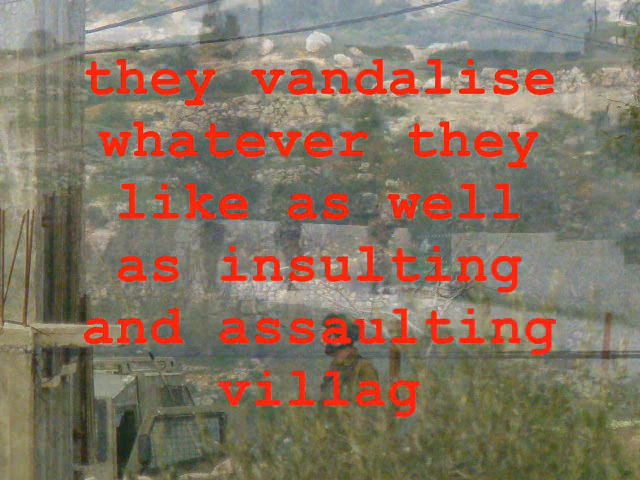 they vandalise
whatever they
like as well
as insulting
and assaulting
villag